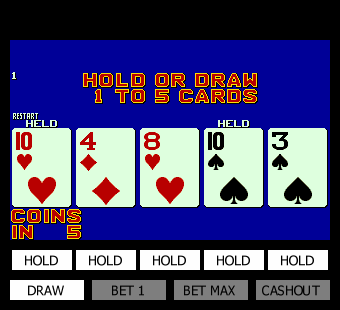 1
HOLD OR DRAW
1 TO 5 CARDS
RESTART
HELD HELD
10 4 8 10 3
COINS
IN 5
HOLD HOLD HOLD HOLD HOLD
DRAW BET 1 BET MAX CASHOUT